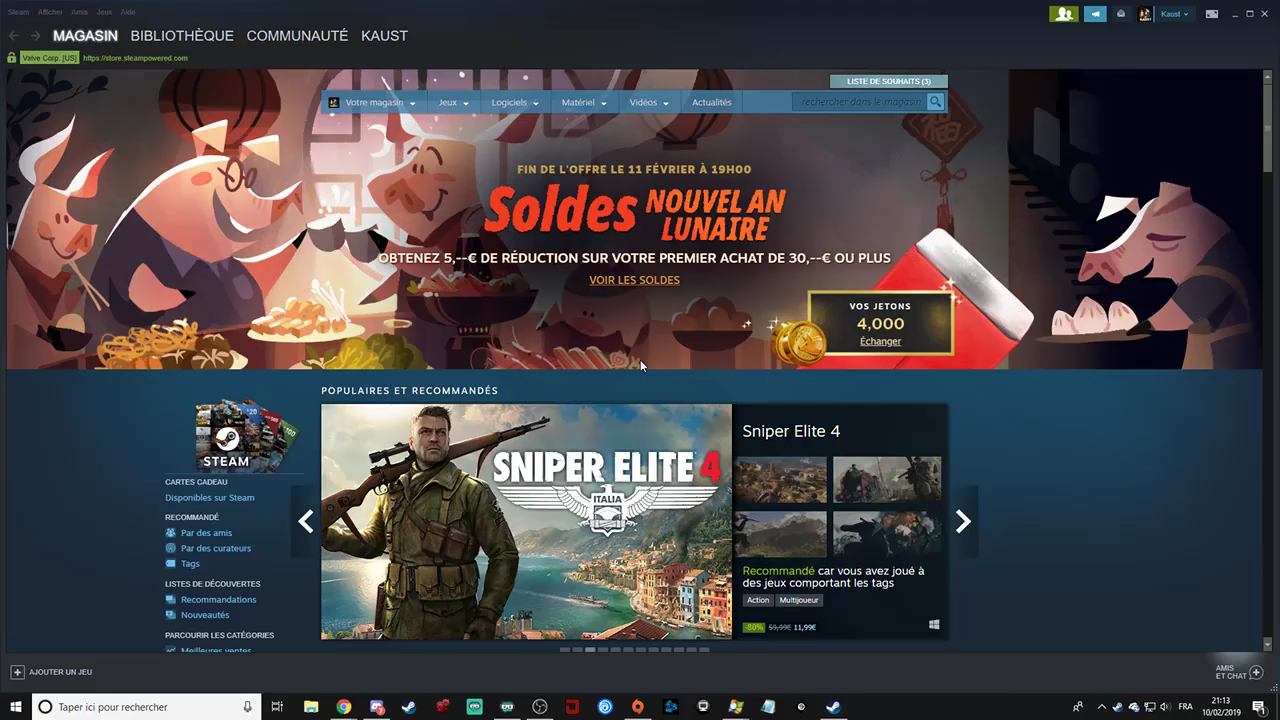 Steam Afficher Amis Jeux Aide
Kaust
MAGASIN BIBLIOTHÈQUE COMMUNAUTÉ KAUST
Valve Corp. [US] https://store.steampowered.com
LISTE DE SOUHAITS (3)
Votre magasin Jeux Logiciels Matériel Vidéos Actualités rechercher dans le magasin
福
FIN DE L'OFFRE LE 11 FÉVRIER À 19H00
Soldes NOUVEL AN
LUNAIRE
OBTENEZ 5,--€ DE RÉDUCTION SUR VOTRE PREMIER ACHAT DE 30,--€ OU PLUS
VOIR LES SOLDES
VOS JETONS
4,000
Échanger
POPULAIRES ET RECOMMANDÉS
STEAM
CARTES CADEAU
Disponibles sur Steam
RECOMMANDÉ
Par des amis
Par des curateurs
Tags
LISTES DE DÉCOUVERTES
Recommandations
Nouveautés
PARCOURIR LES CATÉGORIES
Meilleures ventes
SNIPER ELITE 4
ITALIA
Sniper Elite 4
Recommandé car vous avez joué à
des jeux comportant les tags
Action Multijoueur
-80% 59,99€ 11,99€
AJOUTER UN JEU
AMIS
ET CHAT
Taper ici pour rechercher
FRA
21:13
10/02/2019